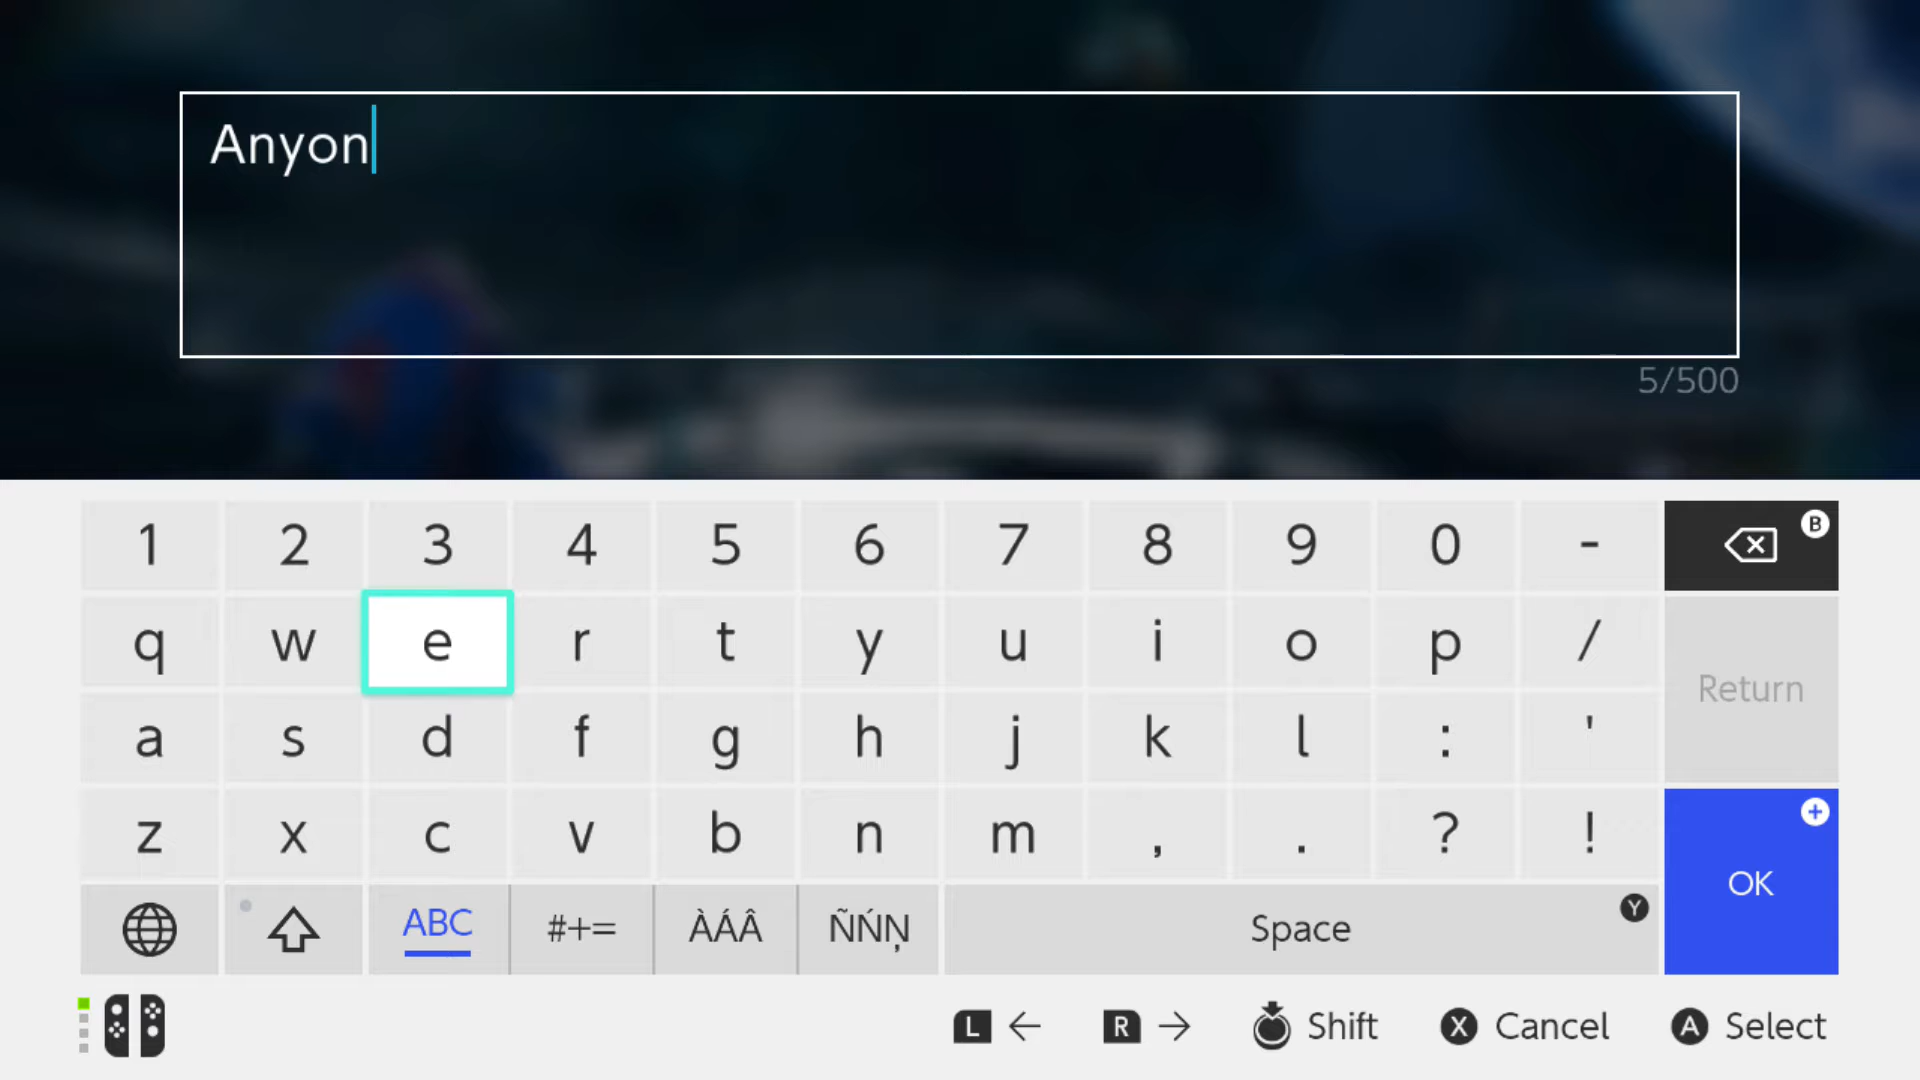 Anyon
5/500
1 2 3 4 5 6 7 8 9 0 - B
q w e r t y u i o p / Return
a s d f g h j k l : '
z x c v b n m , . ? ! + OK
ABC #+= ÀÁÂ ÑŃŅ Space Y
L ← R → Shift X Cancel A Select